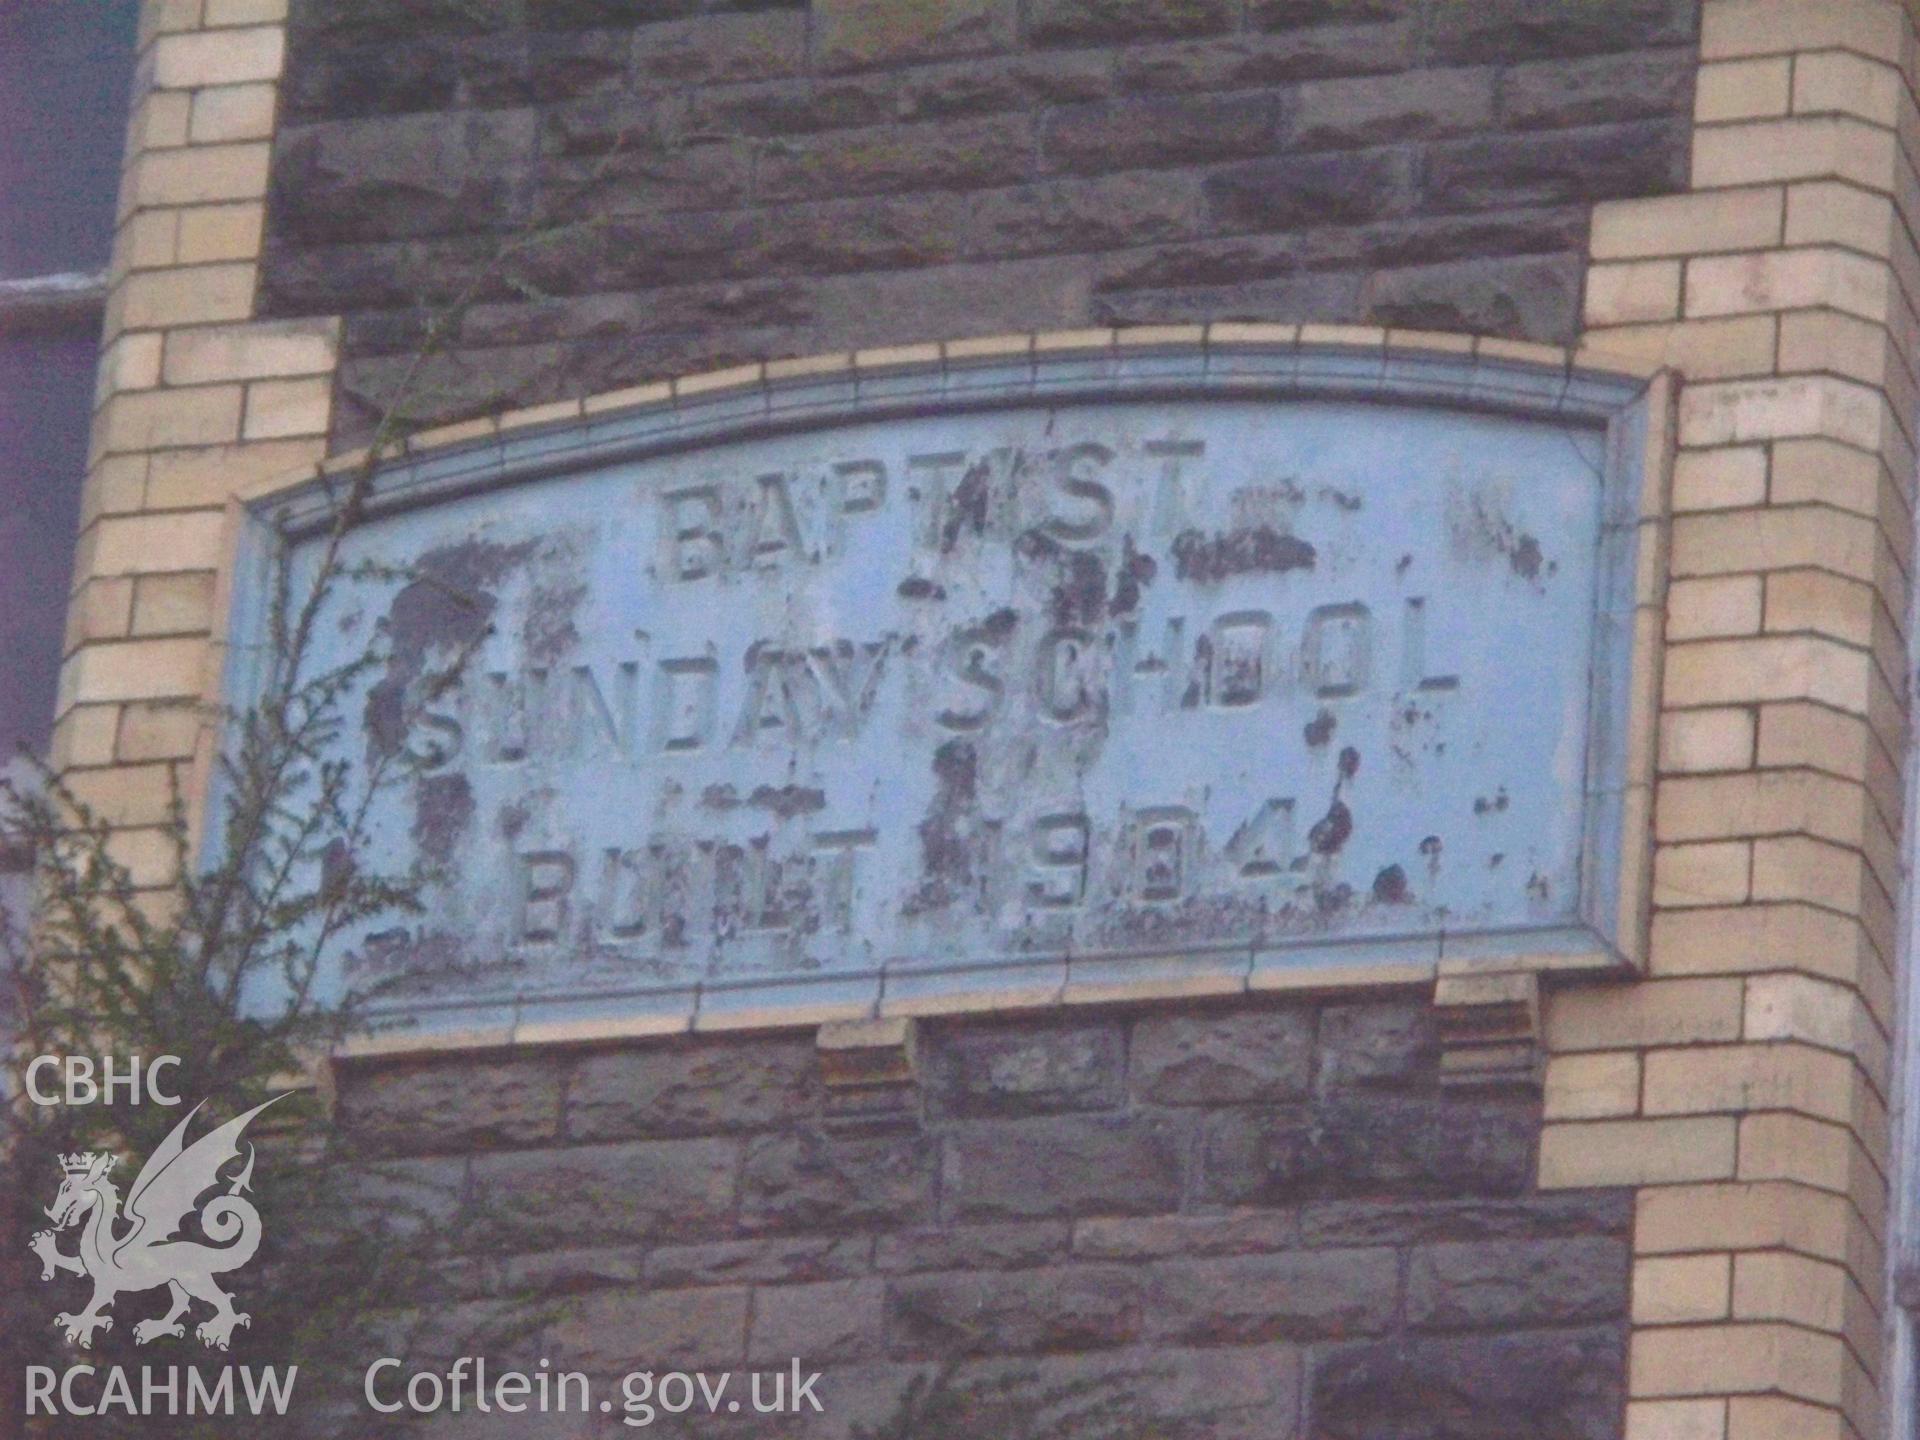 BAPTIST
SUNDAY SCHOOL
BUILT 1904
CBHC
RCAHMW
Coflein.gov.uk